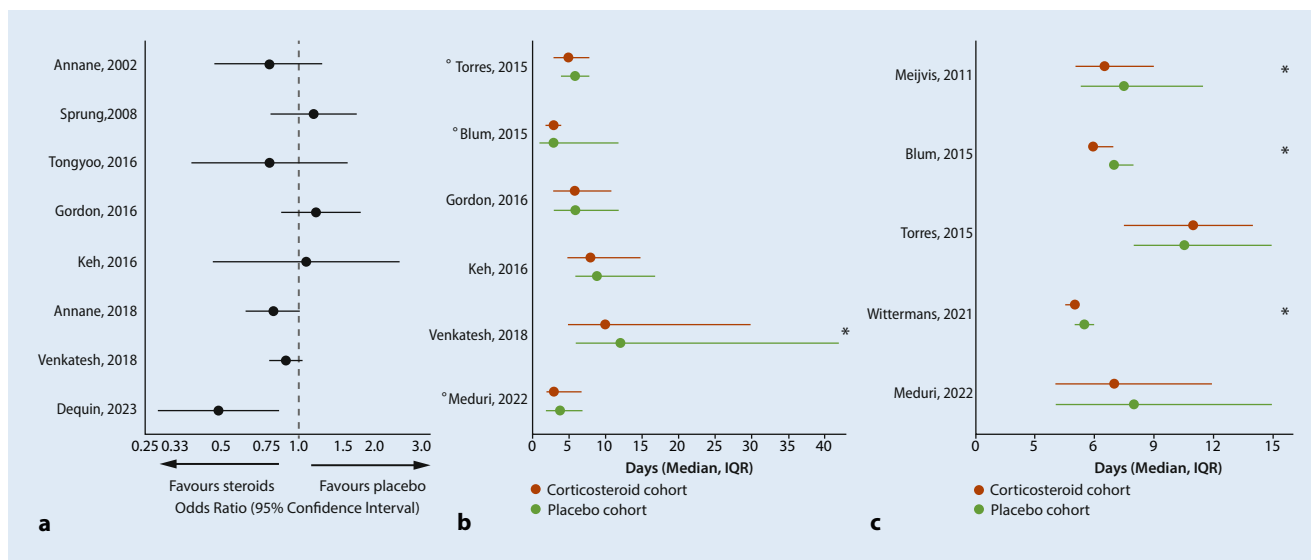 Annane, 2002
Sprung,2008
Tongyoo, 2016
Gordon, 2016
Keh, 2016
Annane, 2018
Venkatesh, 2018
Dequin, 2023
0.25 0.33 0.5 0.75 1.0 1.5 2.0 3.0
Favours steroids Favours placebo
Odds Ratio (95% Confidence Interval)
a
° Torres, 2015
° Blum, 2015
Gordon, 2016
Keh, 2016
Venkatesh, 2018 *
° Meduri, 2022
0 5 10 15 20 25 30 35 40
Days (Median, IQR)
Corticosteroid cohort
Placebo cohort
b
Meijvis, 2011 *
Blum, 2015 *
Torres, 2015
Wittermans, 2021 *
Meduri, 2022
0 5 6 9 12 15
Days (Median, IQR)
Corticosteroid cohort
Placebo cohort
c